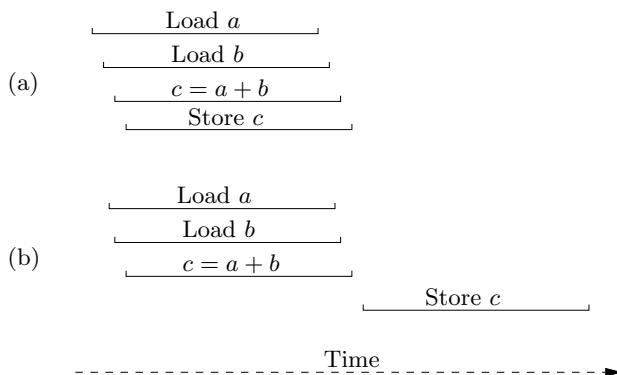 Load a
Load b
(a)
c = a + b
Store c
Load a
Load b
(b)
c = a + b
Store c
Time